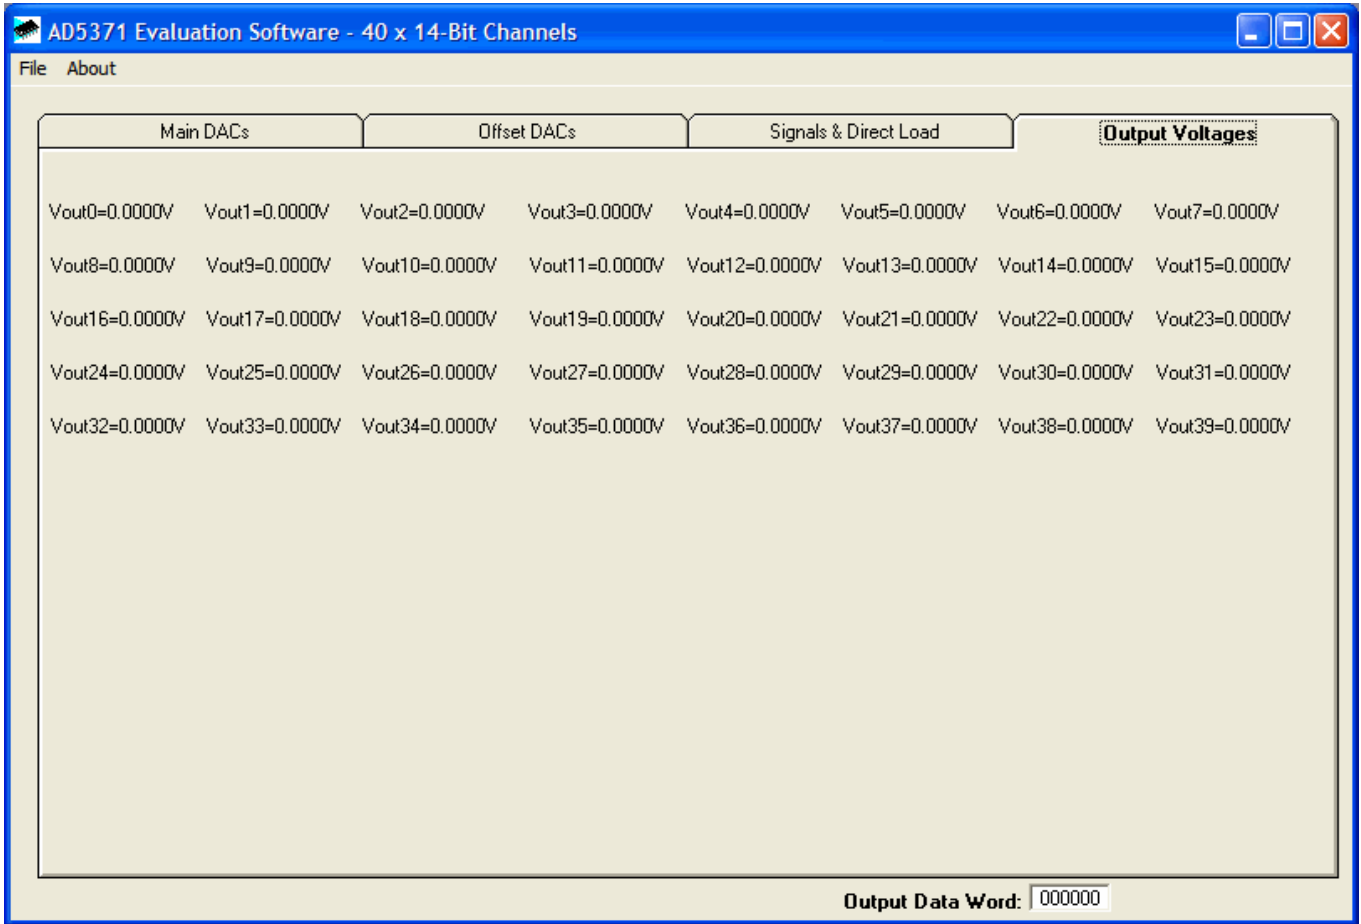 AD5371 Evaluation Software - 40 x 14-Bit Channels
File About
Main DACs Offset DACs Signals & Direct Load Output Voltages
Vout0=0.0000V Vout1=0.0000V Vout2=0.0000V Vout3=0.0000V Vout4=0.0000V Vout5=0.0000V Vout6=0.0000V Vout7=0.0000V
Vout8=0.0000V Vout9=0.0000V Vout10=0.0000V Vout11=0.0000V Vout12=0.0000V Vout13=0.0000V Vout14=0.0000V Vout15=0.0000V
Vout16=0.0000V Vout17=0.0000V Vout18=0.0000V Vout19=0.0000V Vout20=0.0000V Vout21=0.0000V Vout22=0.0000V Vout23=0.0000V
Vout24=0.0000V Vout25=0.0000V Vout26=0.0000V Vout27=0.0000V Vout28=0.0000V Vout29=0.0000V Vout30=0.0000V Vout31=0.0000V
Vout32=0.0000V Vout33=0.0000V Vout34=0.0000V Vout35=0.0000V Vout36=0.0000V Vout37=0.0000V Vout38=0.0000V Vout39=0.0000V
Output Data Word: 000000